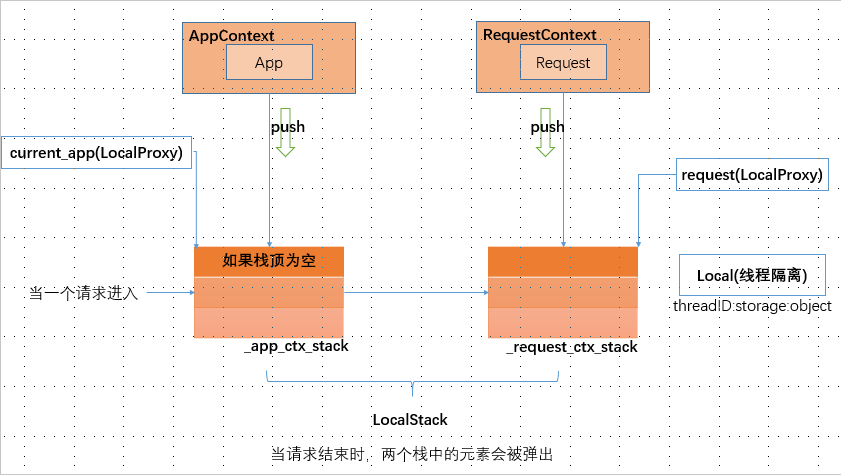 AppContext
App
RequestContext
Request
push
push
current_app(LocalProxy)
request(LocalProxy)
如果栈顶为空
当一个请求进入
Local(线程隔离)
threadID:storage:object
_app_ctx_stack
_request_ctx_stack
LocalStack
当请求结束时，两个栈中的元素会被弹出